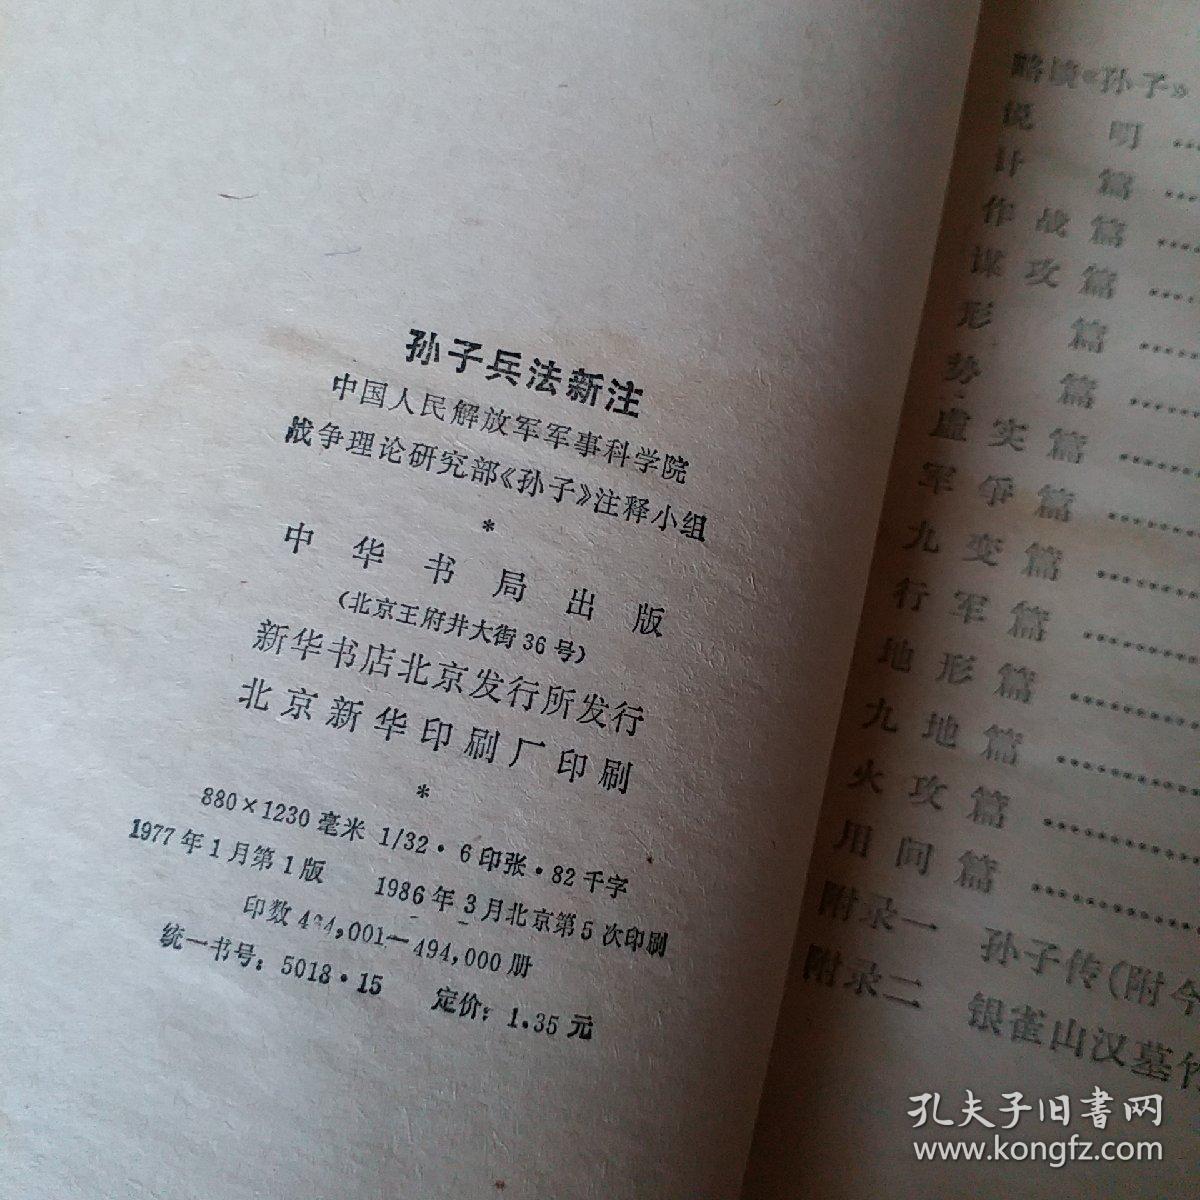 孙子兵法新注
中国人民解放军军事科学院
战争理论研究部《孙子》注释小组
*
中华书局出版
(北京王府井大街36号)
新华书店北京发行所发行
北京新华印刷厂印刷
*
880×1230毫米 1/32·6印张·82千字
1977年1月第1版 1986年3月北京第5次印刷
印数 001—494,000册
统一书号：5018·15 定价：1.35元
略谈《孙子》
说 明
计 篇
作战篇
谋攻篇
形 篇
势 篇
虚实篇
军争篇
九变篇
行军篇
地形篇
九地篇
火攻篇
用间篇
附录一 孙子传(附今
附录二 银雀山汉墓竹
孔夫子旧書网
www.kongfz.com